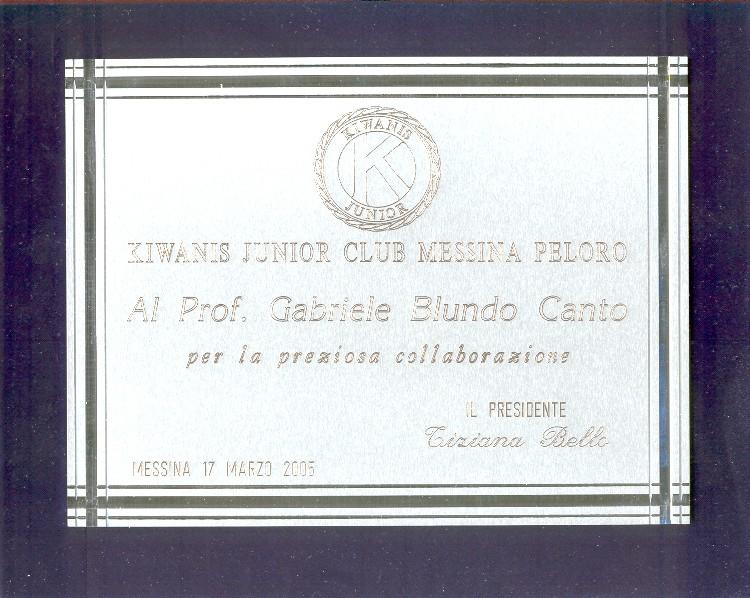 KIWANIS
K
JUNIOR
KIWANIS JUNIOR CLUB MESSINA PELORO
Al Prof. Gabriele Blundo Canto
per la preziosa collaborazione
IL PRESIDENTE
Tiziana Bello
MESSINA 17 MARZO 2005